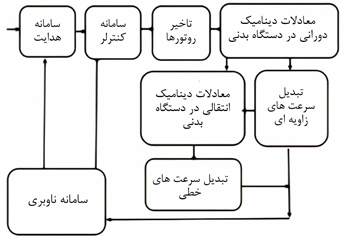 سامانه
هدایت
سامانه
کنترلر
تاخیر
روتورها
معادلات دینامیک
دورانی در دستگاه بدنی
معادلات دینامیک
انتقالی در دستگاه
بدنی
تبدیل
سرعت های
زاویه ای
تبدیل سرعت های
خطی
سامانه ناوبری